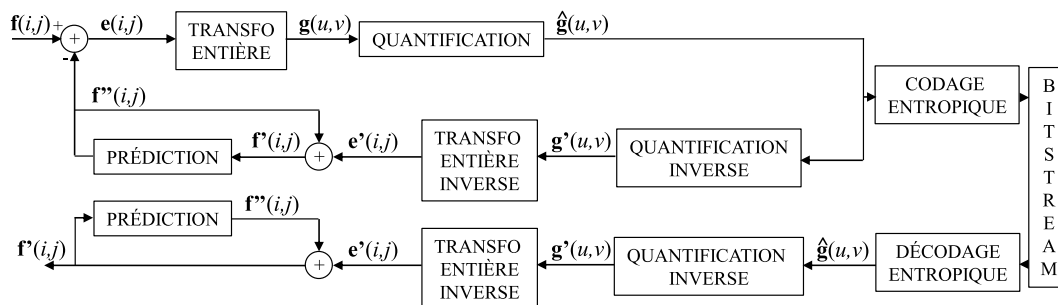 f(i,j)
+
-
+
e(i,j)
TRANSFO
ENTIÈRE
g(u,v)
QUANTIFICATION
ĝ(u,v)
CODAGE
ENTROPIQUE
BITSTREAM
f''(i,j)
PRÉDICTION
f'(i,j)
+
e'(i,j)
TRANSFO
ENTIÈRE
INVERSE
g'(u,v)
QUANTIFICATION
INVERSE
f'(i,j)
PRÉDICTION
f''(i,j)
+
e'(i,j)
TRANSFO
ENTIÈRE
INVERSE
g'(u,v)
QUANTIFICATION
INVERSE
ĝ(u,v)
DÉCODAGE
ENTROPIQUE